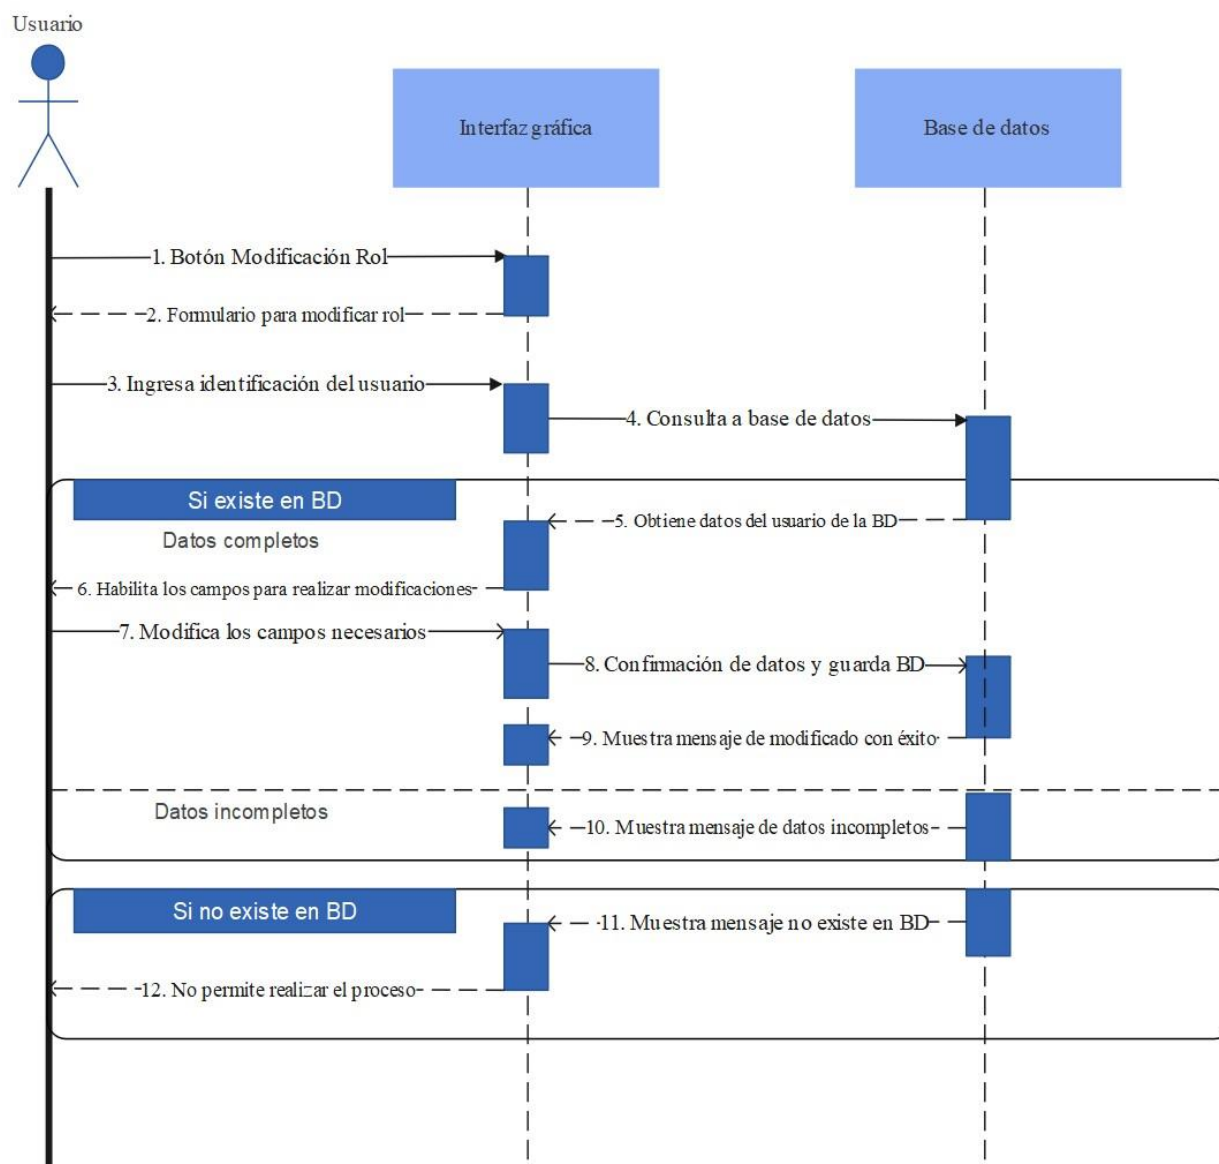 Usuario
Interfaz gráfica
Base de datos
1. Botón Modificación Rol
2. Formulario para modificar rol
3. Ingresa identificación del usuario
4. Consulta a base de datos
Si existe en BD
5. Obtiene datos del usuario de la BD
Datos completos
6. Habilita los campos para realizar modificaciones
7. Modifica los campos necesarios
8. Confirmación de datos y guarda BD
9. Muestra mensaje de modificado con éxito
Datos incompletos
10. Muestra mensaje de datos incompletos
Si no existe en BD
11. Muestra mensaje no existe en BD
12. No permite realizar el proceso